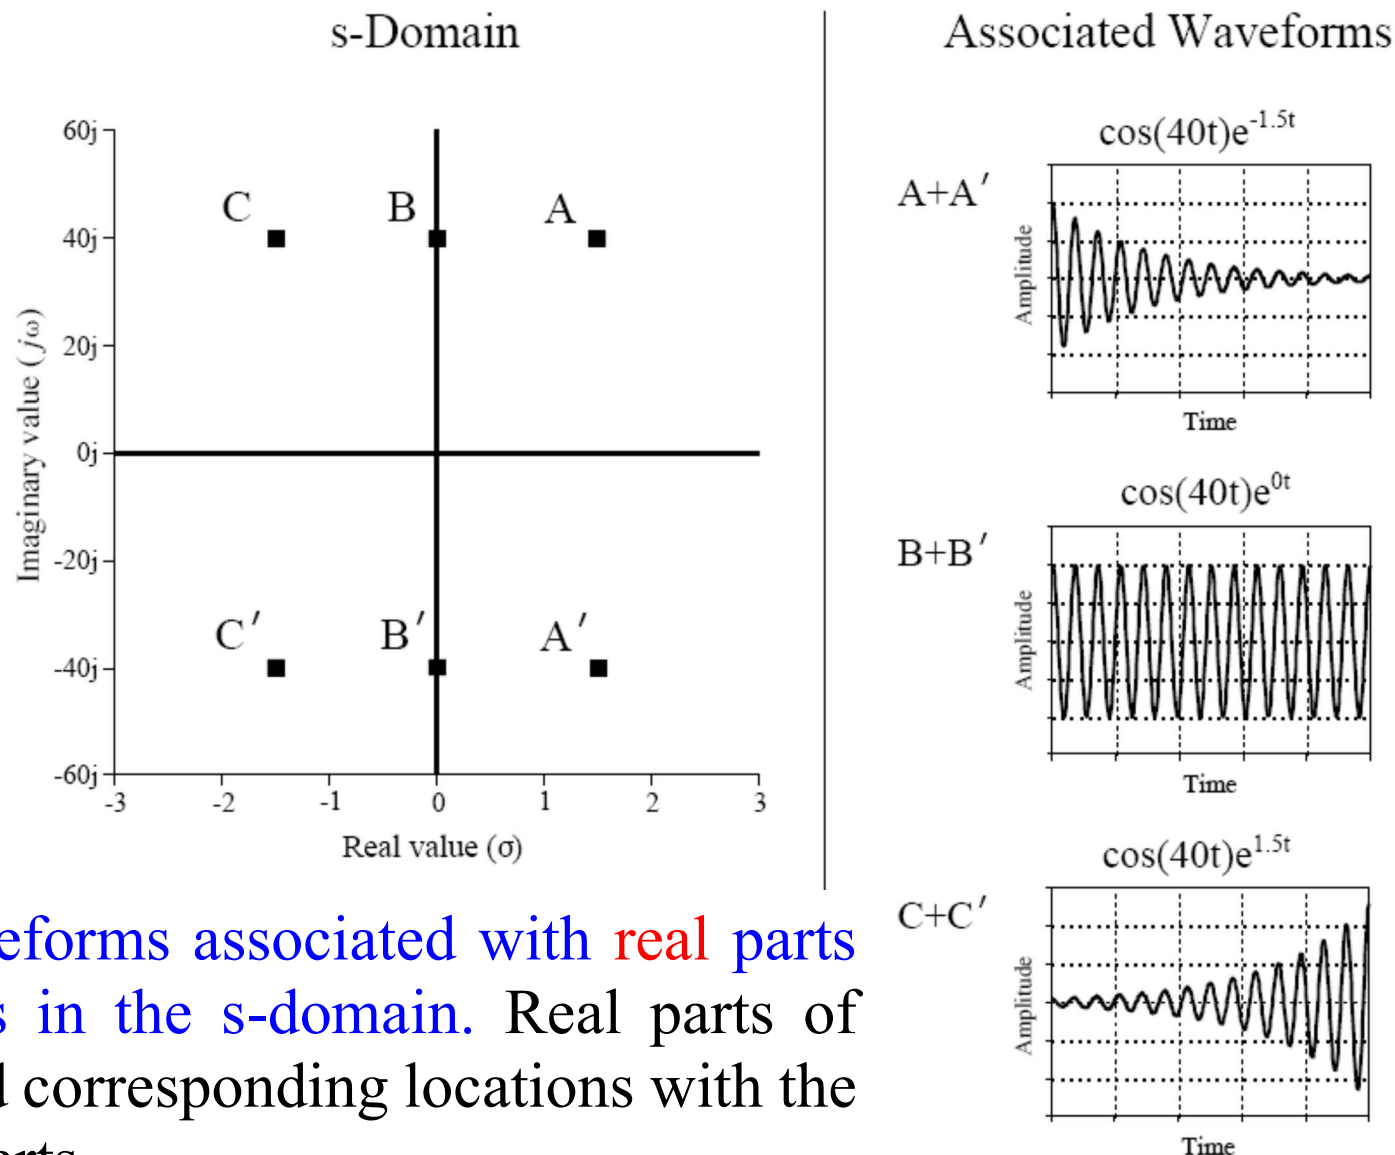 s-Domain
60j
40j
20j
0j
-20j
-40j
-60j
-3 -2 -1 0 1 2 3
Imaginary value ( jω)
Real value (σ)
C B A
C′ B′ A′
Associated Waveforms
cos(40t)e^-1.5t
A+A′
Amplitude
Time
cos(40t)e^0t
B+B′
Amplitude
Time
cos(40t)e^1.5t
C+C′
Amplitude
Time
eforms associated with real parts
s in the s-domain. Real parts of
corresponding locations with the